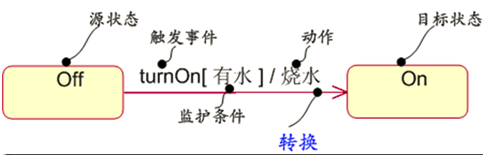 源状态 触发事件 动作 目标状态
Off turnOn[ 有水 ] / 烧水 On
监护条件
转换